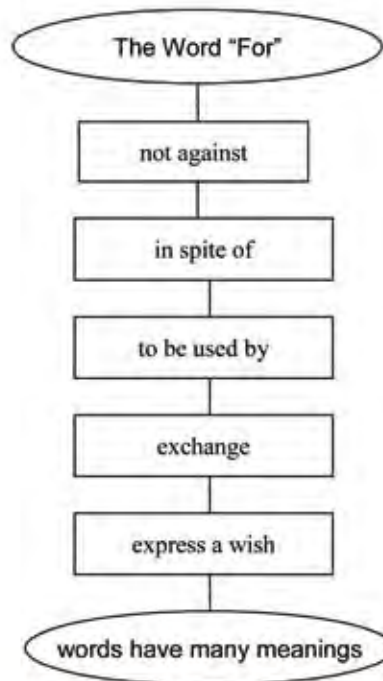 The Word “For”
not against
in spite of
to be used by
exchange
express a wish
words have many meanings